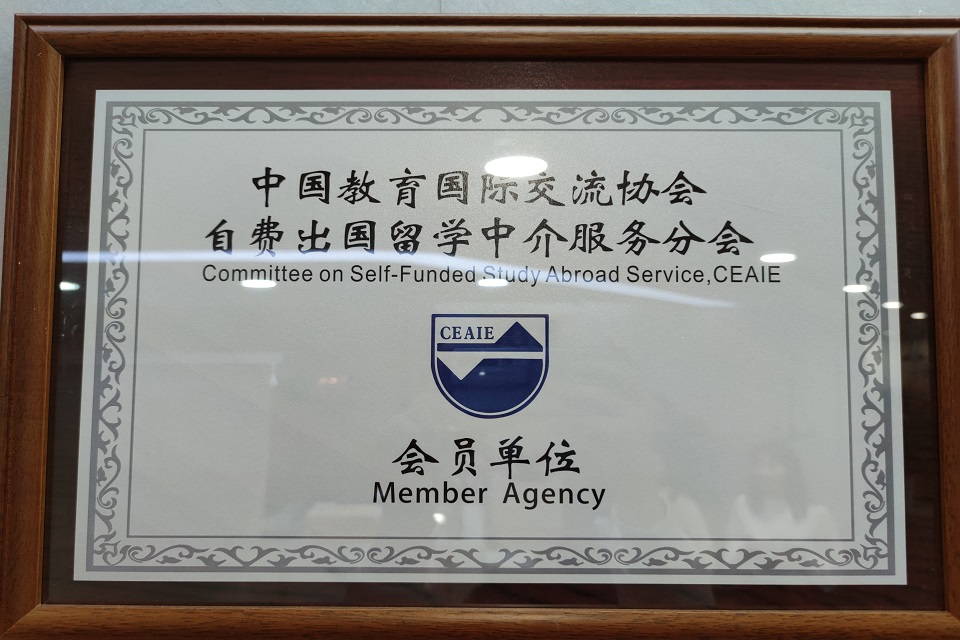 中国教育国际交流协会
自费出国留学中介服务分会
Committee on Self-Funded Study Abroad Service,CEAIE
CEAIE
会员单位
Member Agency